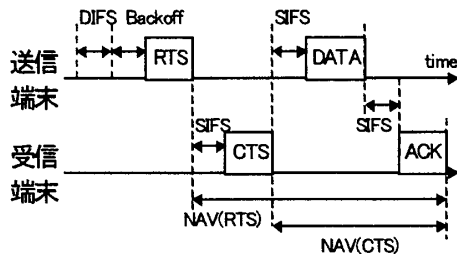 DIFS Backoff SIFS
送信 RTS DATA time
端末
SIFS SIFS
受信 CTS ACK
端末
NAV(RTS)
NAV(CTS)